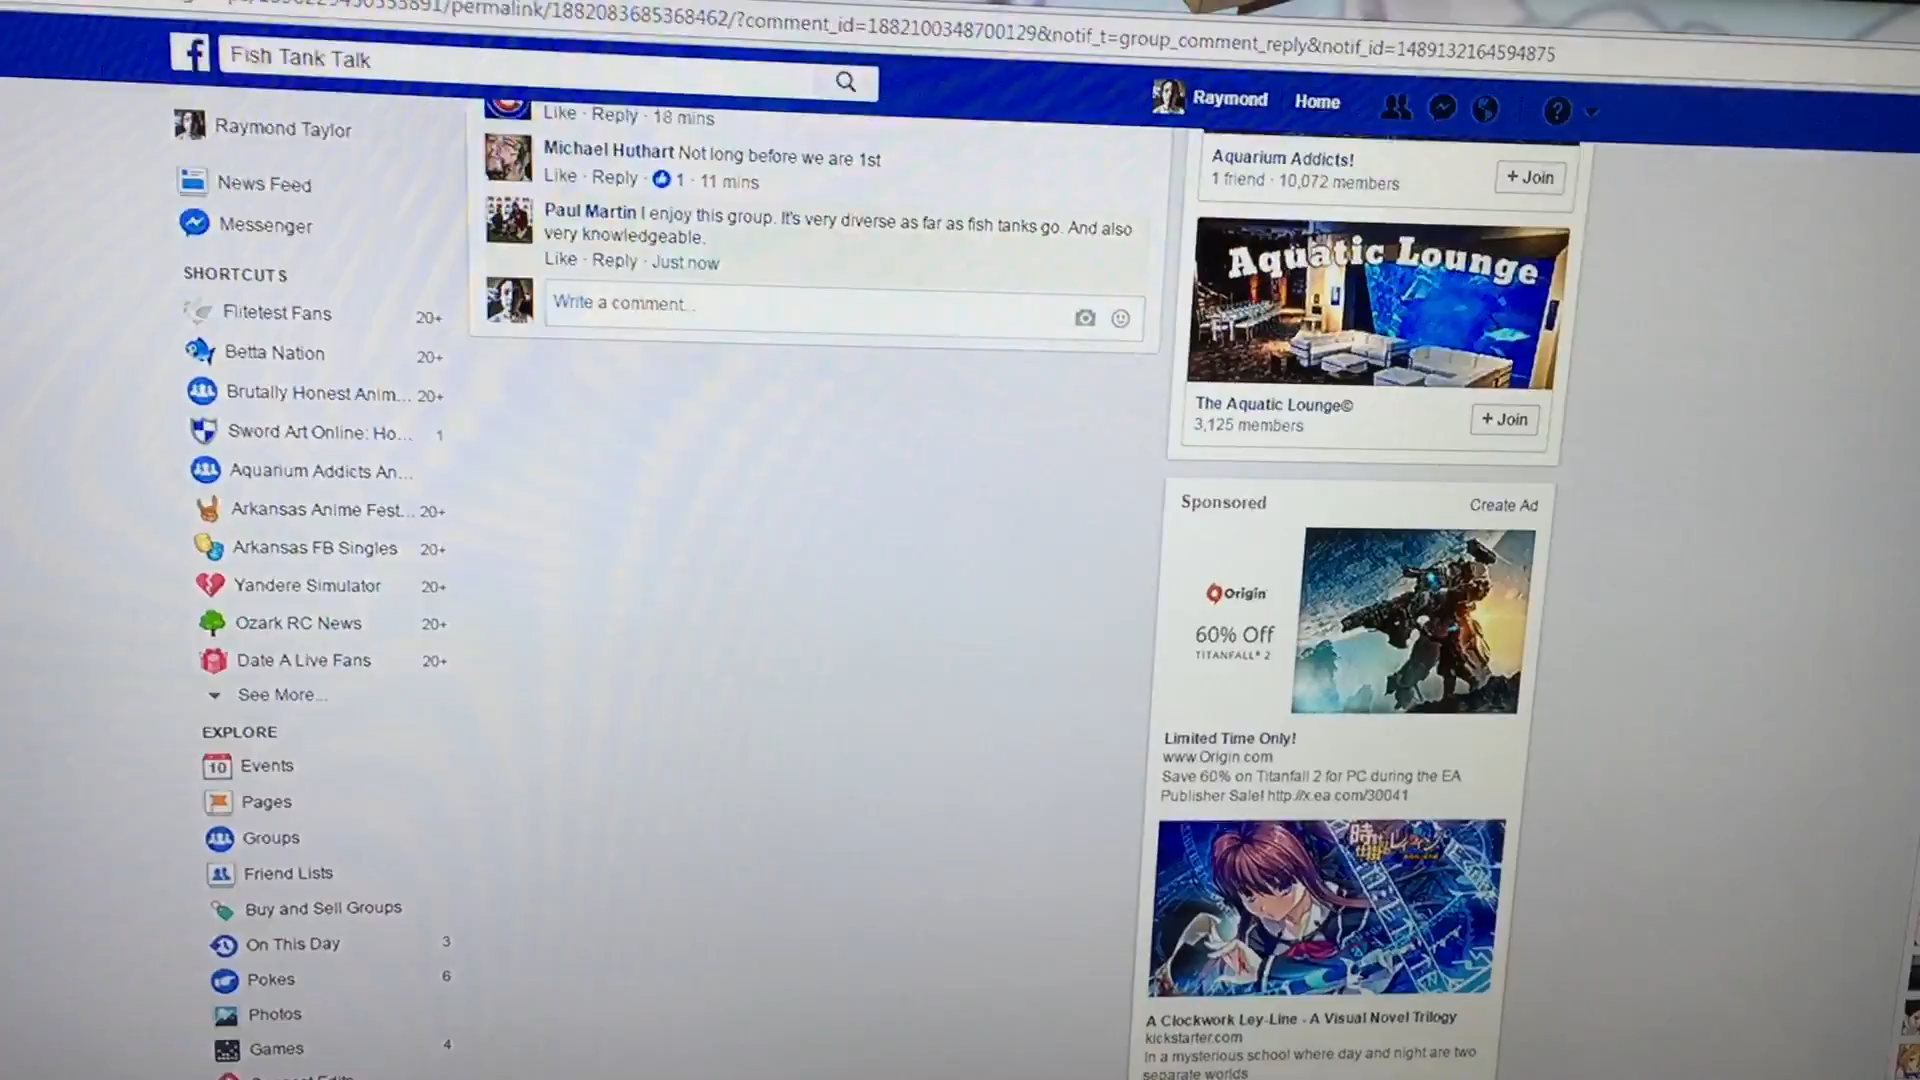 /permalink/1882083685368462/?comment_id=1882100348700129&notif_t=group_comment_reply&notif_id=1489132164594875
f Fish Tank Talk
Raymond Home
Raymond Taylor
News Feed
Messenger
SHORTCUTS
Flitetest Fans 20+
Betta Nation 20+
Brutally Honest Anim... 20+
Sword Art Online: Ho... 1
Aquarium Addicts An...
Arkansas Anime Fest... 20+
Arkansas FB Singles 20+
Yandere Simulator 20+
Ozark RC News 20+
Date A Live Fans 20+
See More...
EXPLORE
10 Events
Pages
Groups
Friend Lists
Buy and Sell Groups
On This Day 3
Pokes 6
Photos
Games 4
Like · Reply · 18 mins
Michael Huthart Not long before we are 1st
Like · Reply · 1 · 11 mins
Paul Martin I enjoy this group. It's very diverse as far as fish tanks go. And also
very knowledgeable.
Like · Reply · Just now
Write a comment...
Aquarium Addicts!
1 friend · 10,072 members
+ Join
Aquatic Lounge
The Aquatic Lounge©
3,125 members
+ Join
Sponsored Create Ad
Origin
60% Off
TITANFALL® 2
Limited Time Only!
www.Origin.com
Save 60% on Titanfall 2 for PC during the EA
Publisher Sale! http://x.ea.com/30041
A Clockwork Ley-Line - A Visual Novel Trilogy
kickstarter.com
In a mysterious school where day and night are two
separate worlds